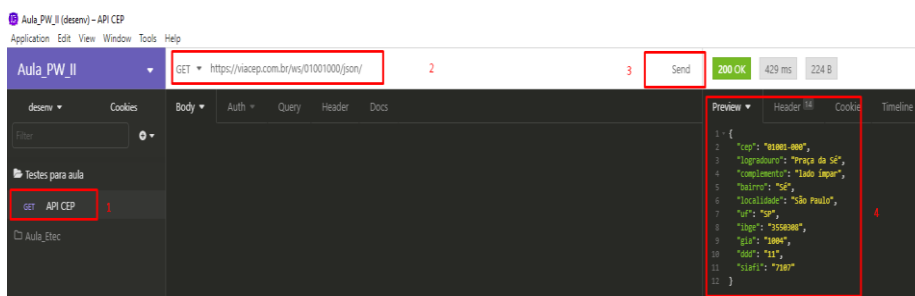 Aula_PW_II (desenv) – API CEP
Application Edit View Window Tools Help
Aula_PW_II
GET https://viacep.com.br/ws/01001000/json/ 2 3 Send 200 OK 429 ms 224 B
desenv Cookies Body Auth Query Header Docs Preview Header 14 Cookie Timeline
Filter
Testes para aula
GET API CEP 1
Aula_Etec
1 {
2 "cep": "01001-000",
3 "logradouro": "Praça da Sé",
4 "complemento": "lado ímpar",
5 "bairro": "Sé",
6 "localidade": "São Paulo",
7 "uf": "SP",
8 "ibge": "3550308",
9 "gia": "1004",
10 "ddd": "11",
11 "siafi": "7107"
12 }
4